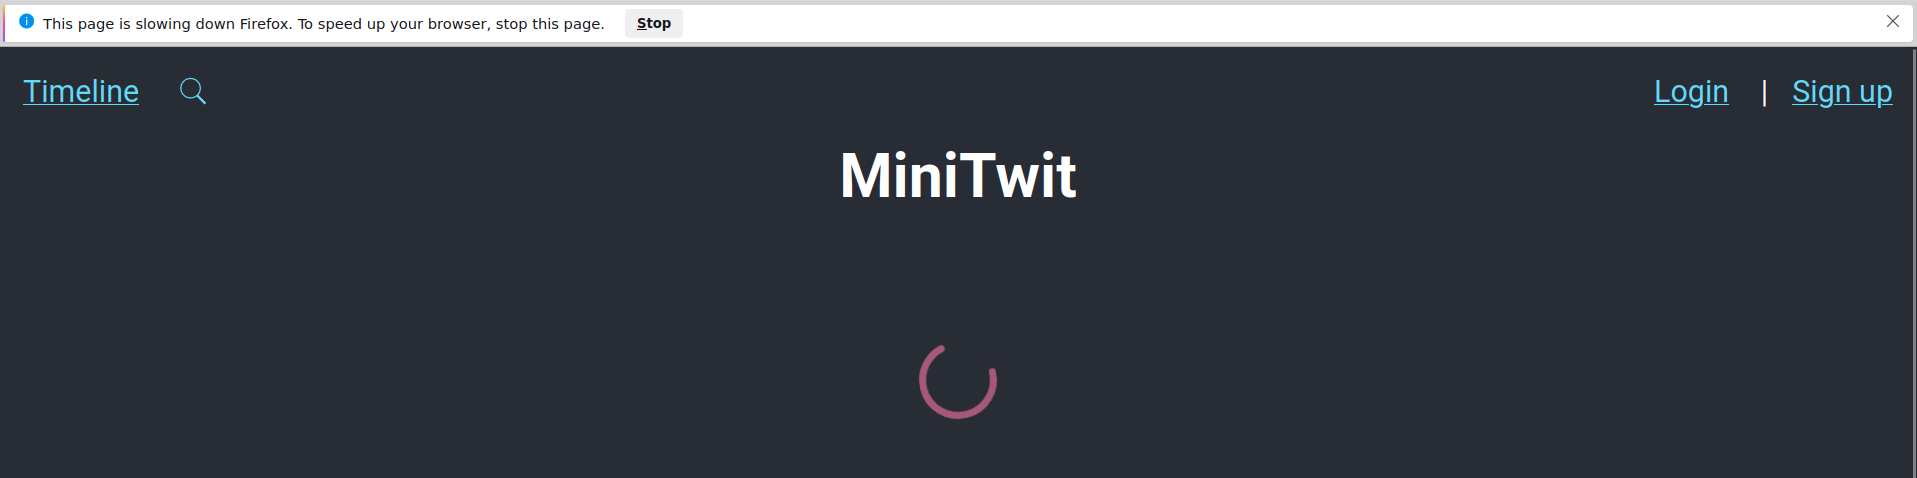 This page is slowing down Firefox. To speed up your browser, stop this page. Stop
Timeline Login | Sign up
MiniTwit